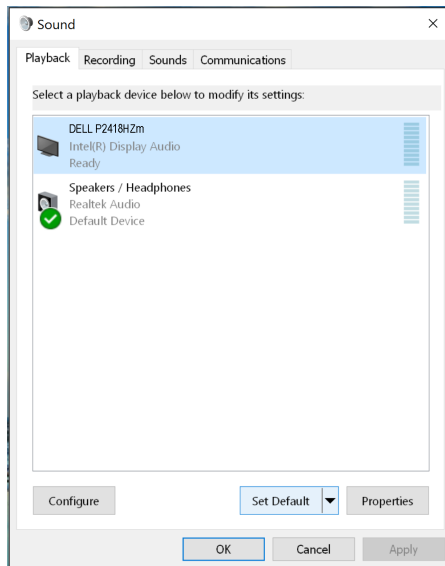 Sound
Playback Recording Sounds Communications
Select a playback device below to modify its settings:
DELL P2418HZm
Intel(R) Display Audio
Ready
Speakers / Headphones
Realtek Audio
Default Device
Configure Set Default Properties
OK Cancel Apply